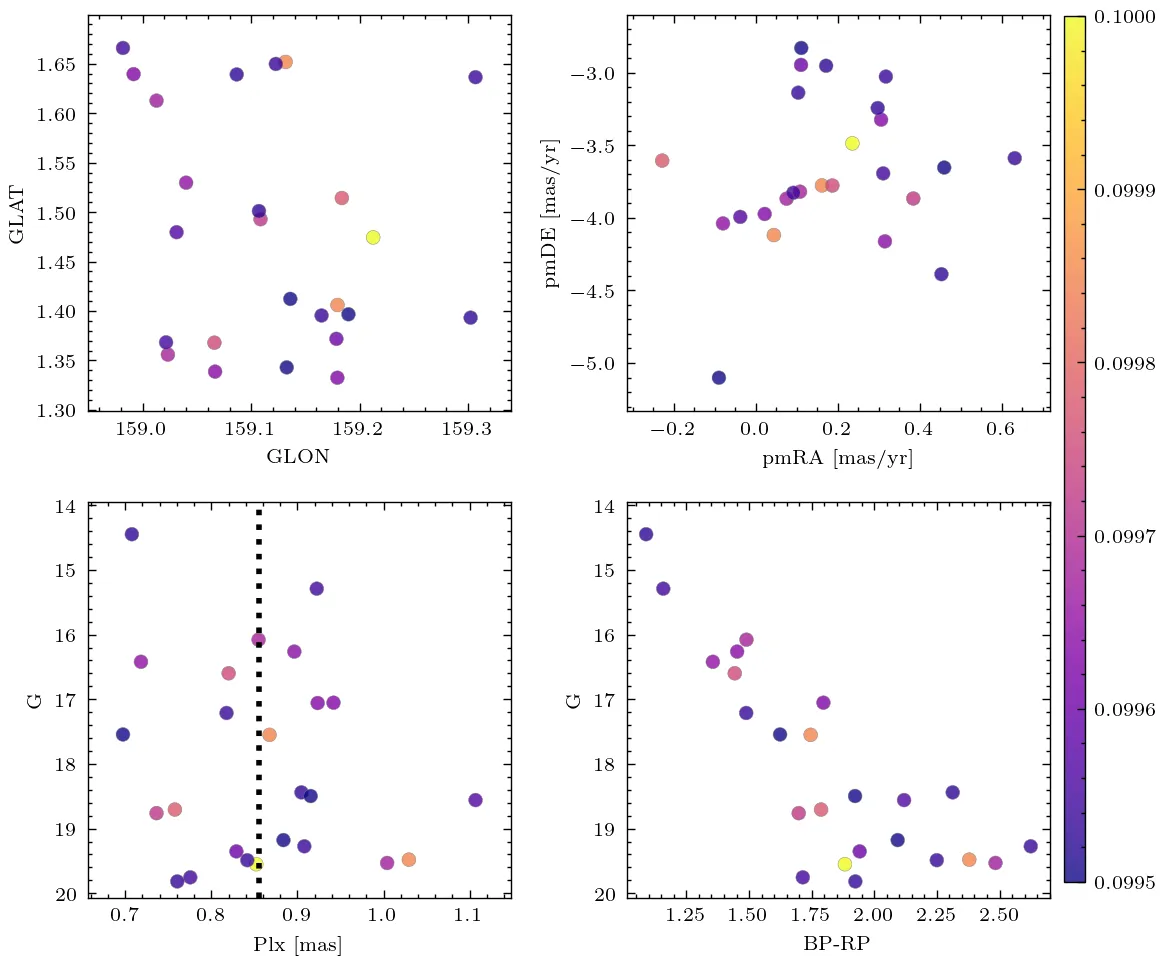 1.65
1.60
1.55
1.50
1.45
1.40
1.35
1.30
GLAT
159.0 159.1 159.2 159.3
GLON
−3.0
−3.5
−4.0
−4.5
−5.0
pmDE [mas/yr]
−0.2 0.0 0.2 0.4 0.6
pmRA [mas/yr]
14
15
16
17
18
19
20
G
0.7 0.8 0.9 1.0 1.1
Plx [mas]
14
15
16
17
18
19
20
G
1.25 1.50 1.75 2.00 2.25 2.50
BP-RP
0.1000
0.0999
0.0998
0.0997
0.0996
0.0995